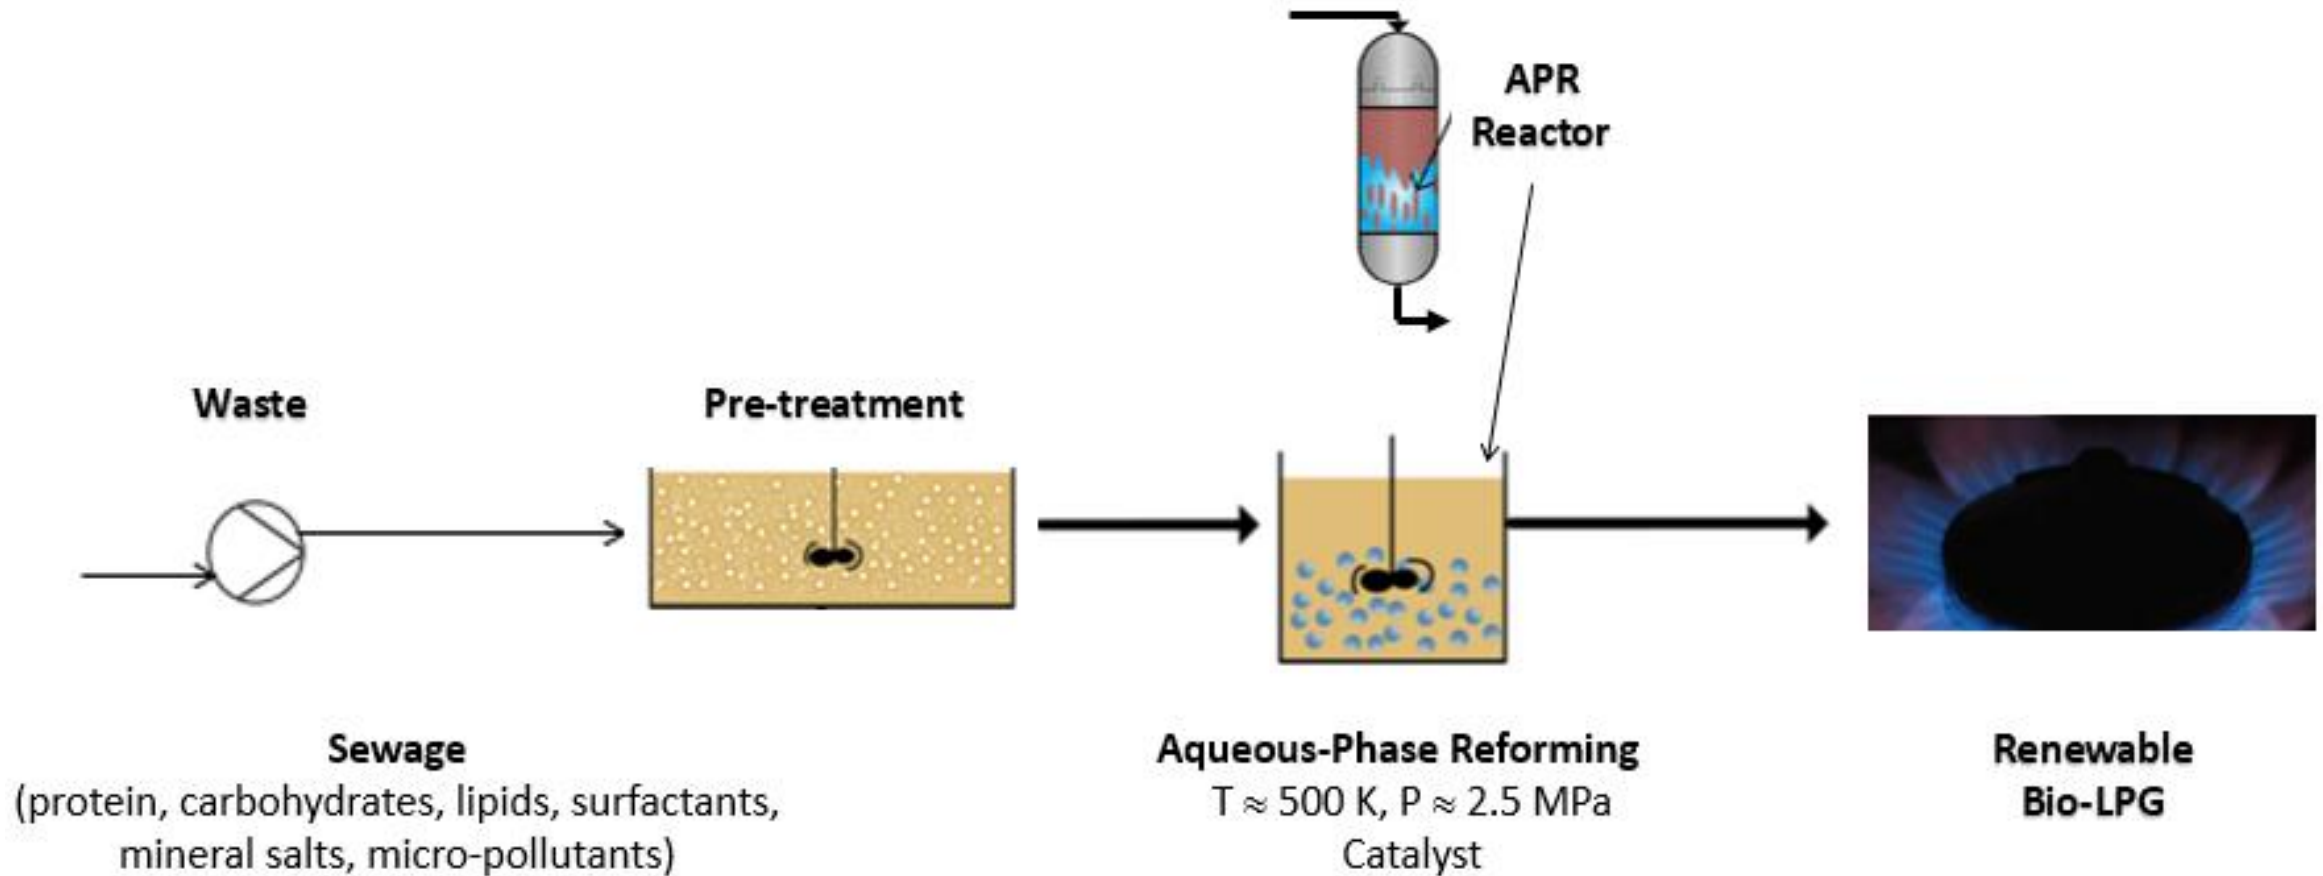 APR
Reactor
Waste
Pre-treatment
Sewage
(protein, carbohydrates, lipids, surfactants,
mineral salts, micro-pollutants)
Aqueous-Phase Reforming
T ≈ 500 K, P ≈ 2.5 MPa
Catalyst
Renewable
Bio-LPG